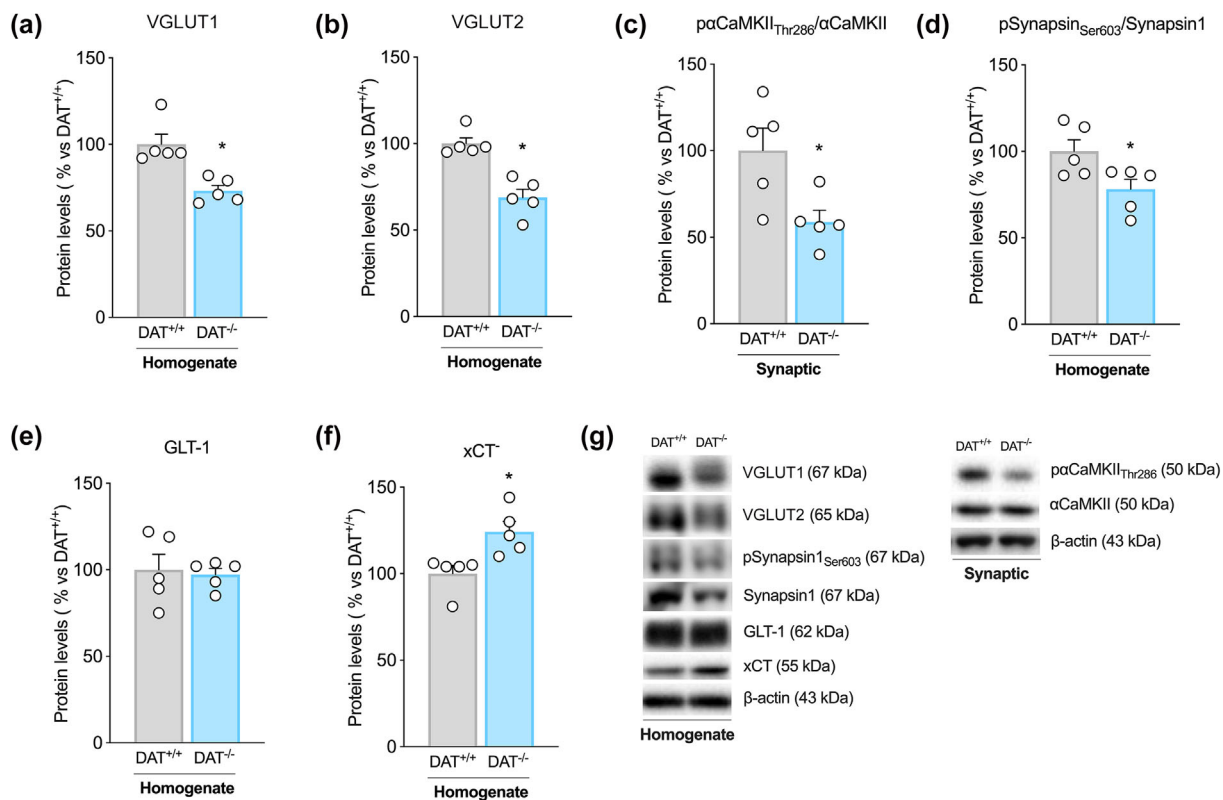 (a)
VGLUT1
Protein levels ( % vs DAT+/+)
150
100
50
0
*
DAT+/+ DAT-/-
Homogenate
(b)
VGLUT2
Protein levels ( % vs DAT+/+)
150
100
50
0
*
DAT+/+ DAT-/-
Homogenate
(c)
pαCaMKIIThr286/αCaMKII
Protein levels ( % vs DAT+/+)
150
100
50
0
*
DAT+/+ DAT-/-
Synaptic
(d)
pSynapsinSer603/Synapsin1
Protein levels ( % vs DAT+/+)
150
100
50
0
*
DAT+/+ DAT-/-
Homogenate
(e)
GLT-1
Protein levels ( % vs DAT+/+)
150
100
50
0
DAT+/+ DAT-/-
Homogenate
(f)
xCT-
Protein levels ( % vs DAT+/+)
150
100
50
0
*
DAT+/+ DAT-/-
Homogenate
(g)
DAT+/+ DAT-/-
VGLUT1 (67 kDa)
VGLUT2 (65 kDa)
pSynapsin1Ser603 (67 kDa)
Synapsin1 (67 kDa)
GLT-1 (62 kDa)
xCT (55 kDa)
β-actin (43 kDa)
Homogenate
DAT+/+ DAT-/-
pαCaMKIIThr286 (50 kDa)
αCaMKII (50 kDa)
β-actin (43 kDa)
Synaptic